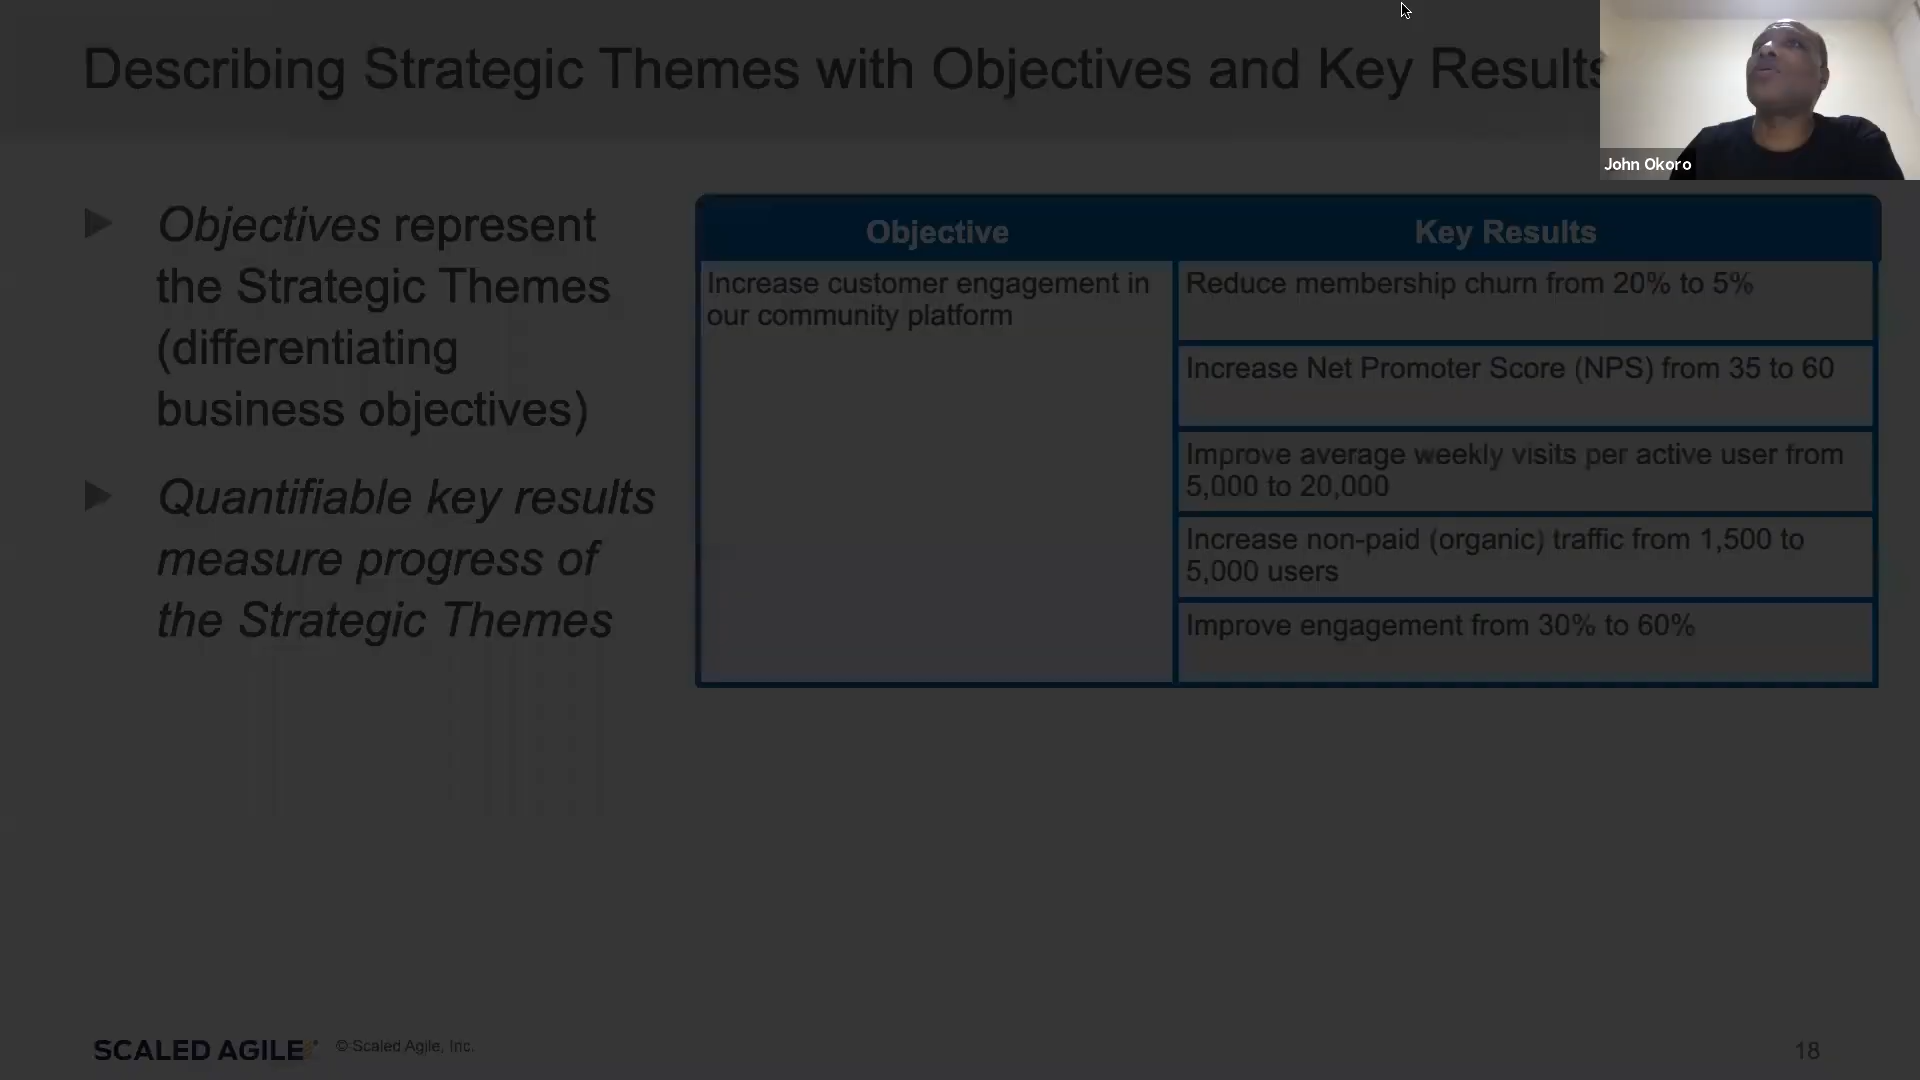 Describing Strategic Themes with Objectives and Key Results
John Okoro
Objectives represent
the Strategic Themes
(differentiating
business objectives)
Quantifiable key results
measure progress of
the Strategic Themes
Objective
Key Results
Increase customer engagement in
our community platform
Reduce membership churn from 20% to 5%
Increase Net Promoter Score (NPS) from 35 to 60
Improve average weekly visits per active user from
5,000 to 20,000
Increase non-paid (organic) traffic from 1,500 to
5,000 users
Improve engagement from 30% to 60%
SCALED AGILE
© Scaled Agile, Inc.
18